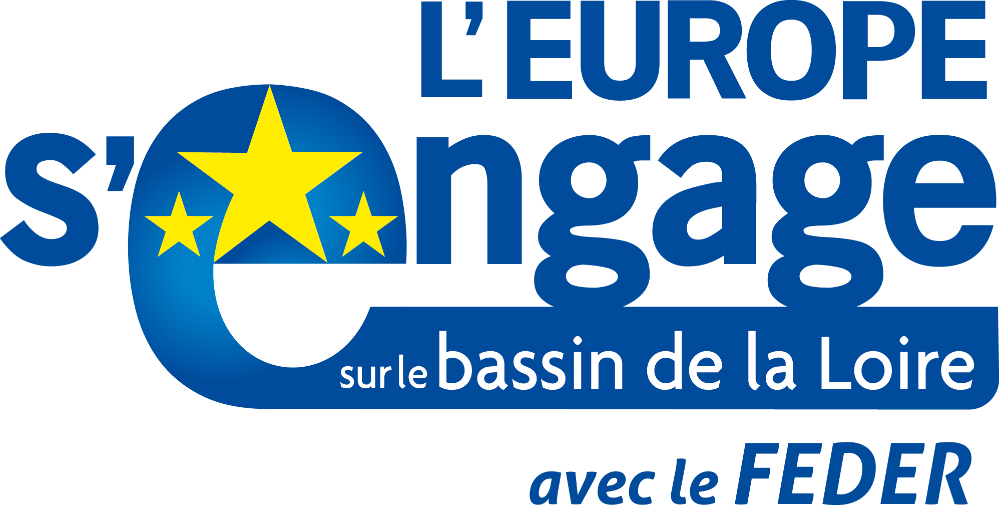 L'EUROPE
s'engage
sur le bassin de la Loire
avec le FEDER